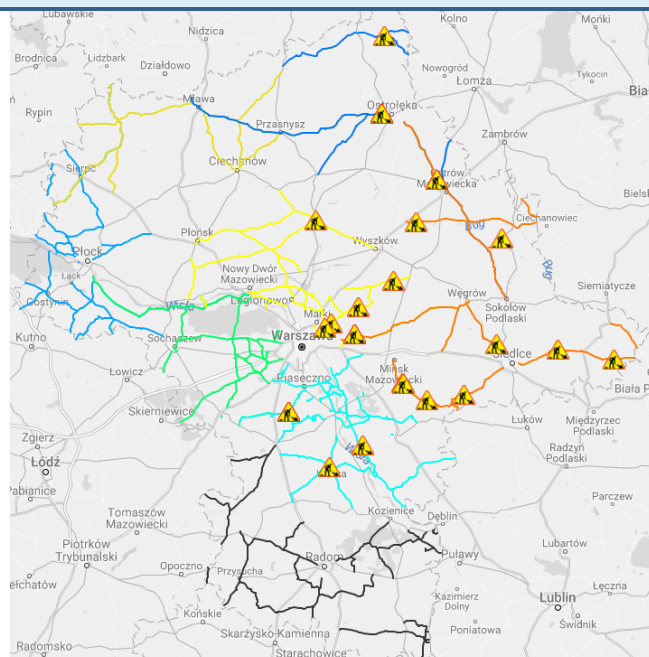 Lubawskie
Nidzica
Kolno
Mońki
Brodnica
Lidzbark
Działdowo
Nowogród
Łomża
Tykocin
Rypin
Mława
Ostrołęka
Przasnysz
Zambrów
Sierpc
Ciechanów
Mazowiecka
Bielsk
Ciechanowiec
Płońsk
Wyszków
Bug
Płock
Łąck
Nowy Dwór
Mazowiecki
Bug
Siemiatycze
Gostynin
Wisła
Legionowo
Węgrów
Sokołów
Podlaski
Marki
Kutno
Sochaczew
Warszawa
Siedlce
Łowicz
Piaseczno
Mińsk
Mazowiecki
Biała P
Skierniewice
Łuków
Międzyrzec
Podlaski
Zgierz
Radzyń
Podlaski
Łódź
Pabianice
Kozienice
Dęblin
Parczew
Tomaszów
Mazowiecki
Piotrków
Trybunalski
Radom
Puławy
Lubartów
Opoczno
Przysucha
Łęczna
Kazimierz
Dolny
Lublin
Końskie
Świdnik
Poniatowa
Radomsko
Skarżysko-Kamienna
Starachowice